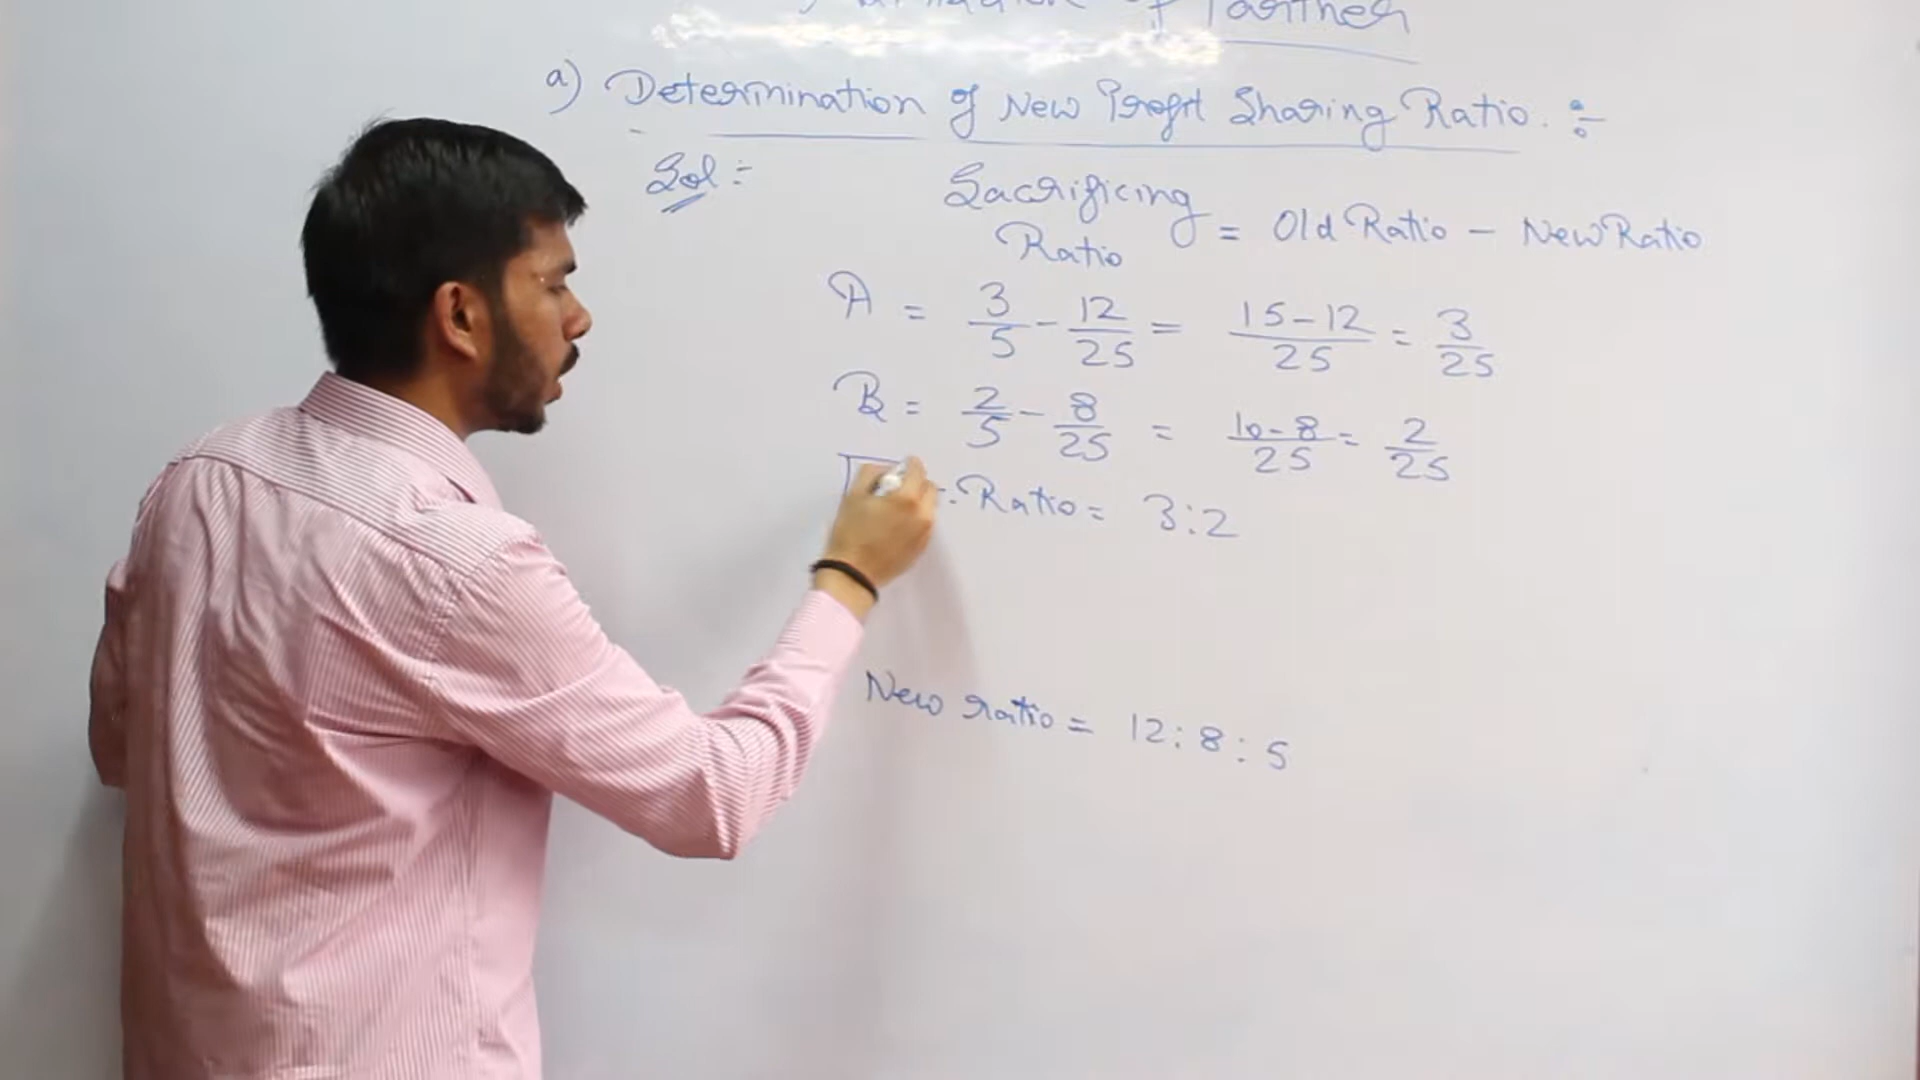 of Partner
a) Determination of New Profit Sharing Ratio :-
Sol :-
Sacrificing Ratio = Old Ratio - New Ratio
A = 3/5 - 12/25 = 15-12/25 = 3/25
B = 2/5 - 8/25 = 10-8/25 = 2/25
Ratio = 3:2
New ratio = 12:8:5